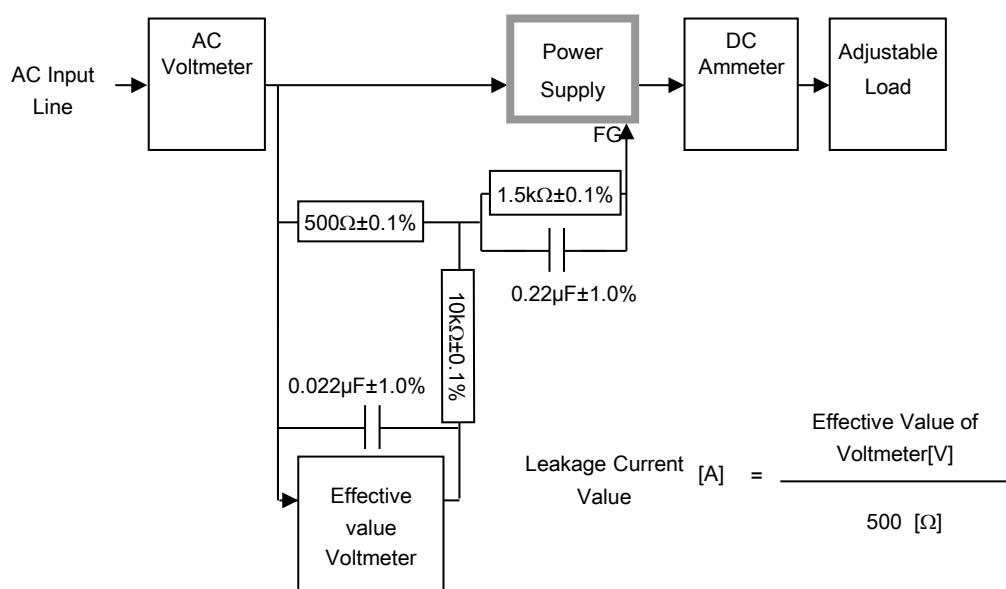 AC Input
Line
AC
Voltmeter
Power
Supply
DC
Ammeter
Adjustable
Load
FG
500Ω±0.1%
1.5kΩ±0.1%
0.22µF±1.0%
10kΩ±0.1%
0.022µF±1.0%
Effective
value
Voltmeter
Leakage Current
Value
[A] =
Effective Value of
Voltmeter[V]
500 [Ω]